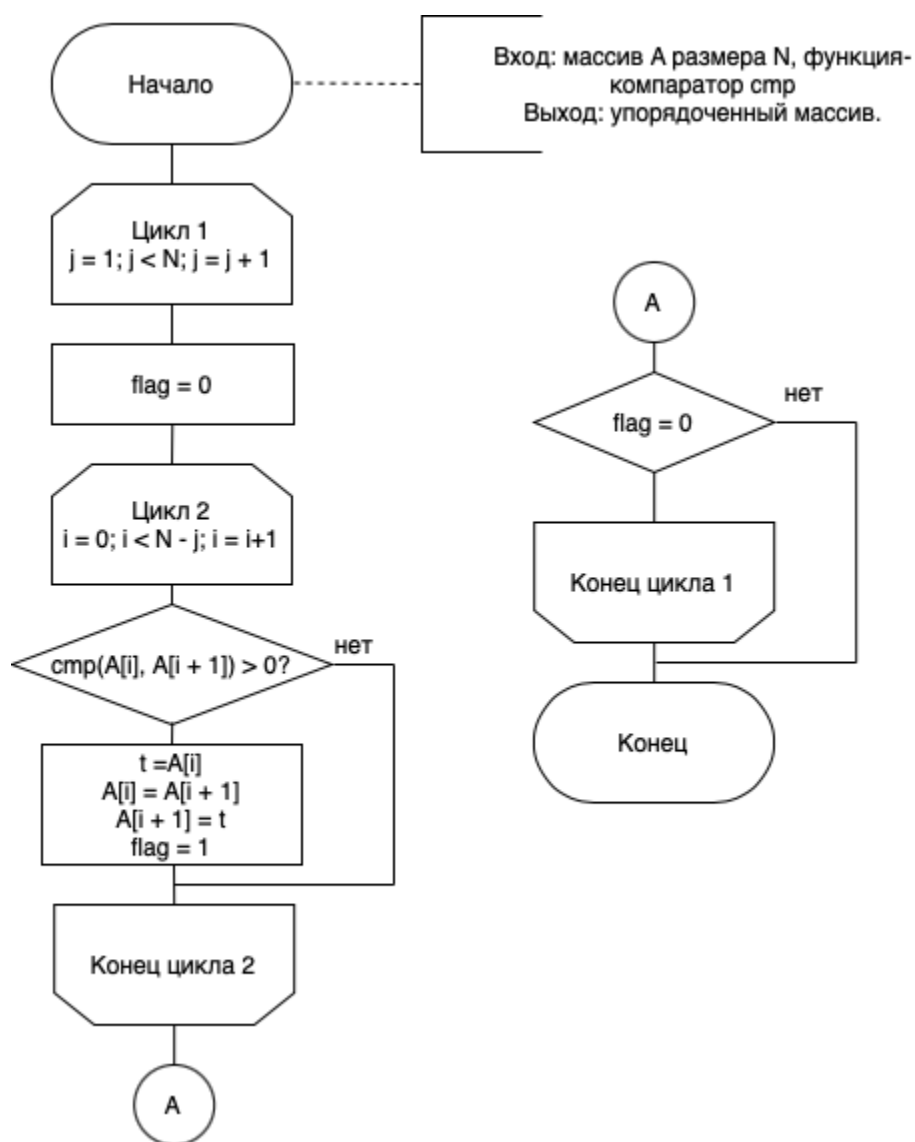 Начало
Вход: массив A размера N, функция-
компаратор cmp
Выход: упорядоченный массив.
Цикл 1
j = 1; j < N; j = j + 1
flag = 0
Цикл 2
i = 0; i < N - j; i = i+1
cmp(A[i], A[i + 1]) > 0?
нет
t =A[i]
A[i] = A[i + 1]
A[i + 1] = t
flag = 1
Конец цикла 2
A
A
flag = 0
нет
Конец цикла 1
Конец